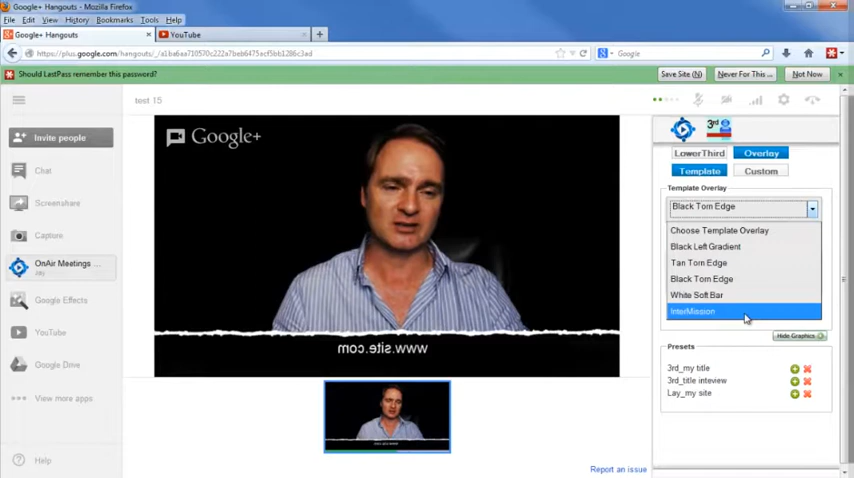 Google+ Hangouts - Mozilla Firefox
File Edit View History Bookmarks Tools Help
Google+ Hangouts × YouTube × +
https://plus.google.com/hangouts/_/a1ba6aa710570c222a7beb6475acf5bb1286c3ad
Google
Should LastPass remember this password?
Save Site (N) Never For This ... Not Now ×
test 15
Invite people
Chat
Screenshare
Capture
OnAir Meetings ...
Google Effects
YouTube
Google Drive
View more apps
Help
Google+
www.site.com
Report an issue
3rd
LowerThird Overlay
Template Custom
Template Overlay
Black Torn Edge
Choose Template Overlay
Black Left Gradient
Tan Torn Edge
Black Torn Edge
White Soft Bar
InterMission
Hide Graphics
Presets
3rd_my title
3rd_title inteview
Lay_my site